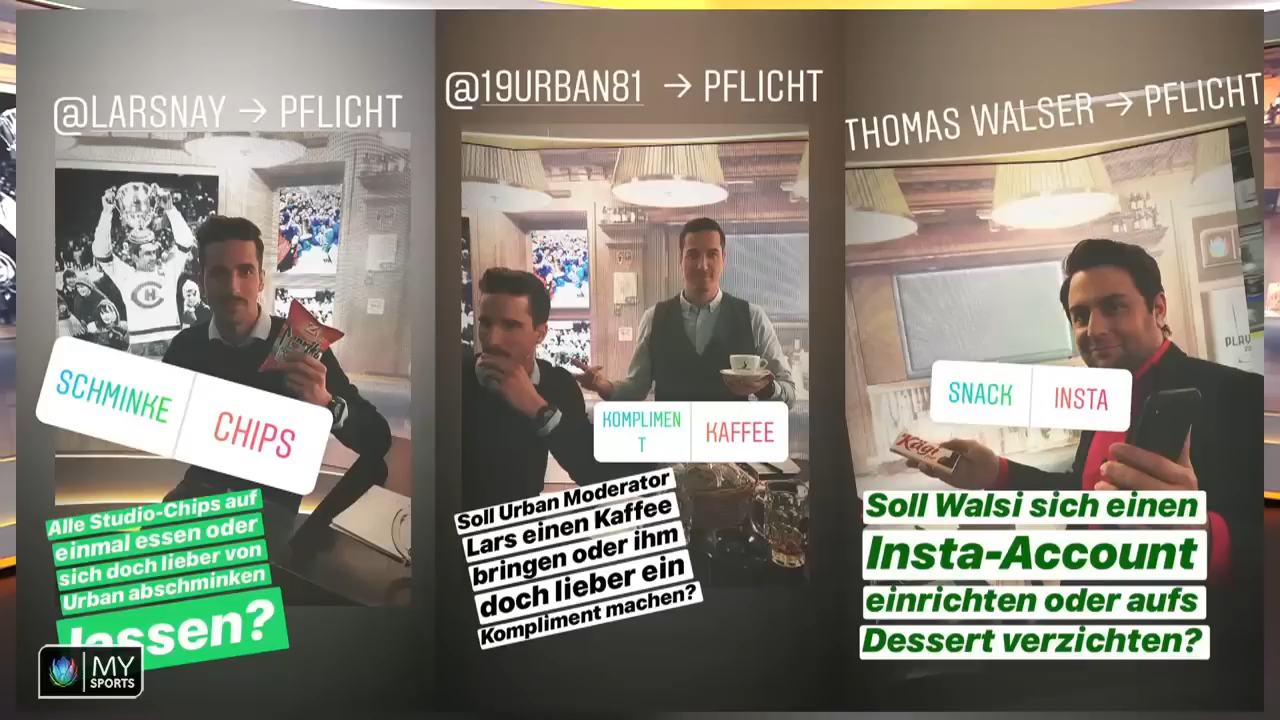 @LARSNAY → PFLICHT
SCHMINKE
CHIPS
Alle Studio-Chips auf
einmal essen oder
sich doch lieber von
Urban abschminken
lassen?
@19URBAN81 → PFLICHT
KOMPLIMEN
T
KAFFEE
Soll Urban Moderator
Lars einen Kaffee
bringen oder ihm
doch lieber ein
Kompliment machen?
THOMAS WALSER → PFLICHT
SNACK
INSTA
Kägi
PLAY
Soll Walsi sich einen
Insta-Account
einrichten oder aufs
Dessert verzichten?
MY
SPORTS